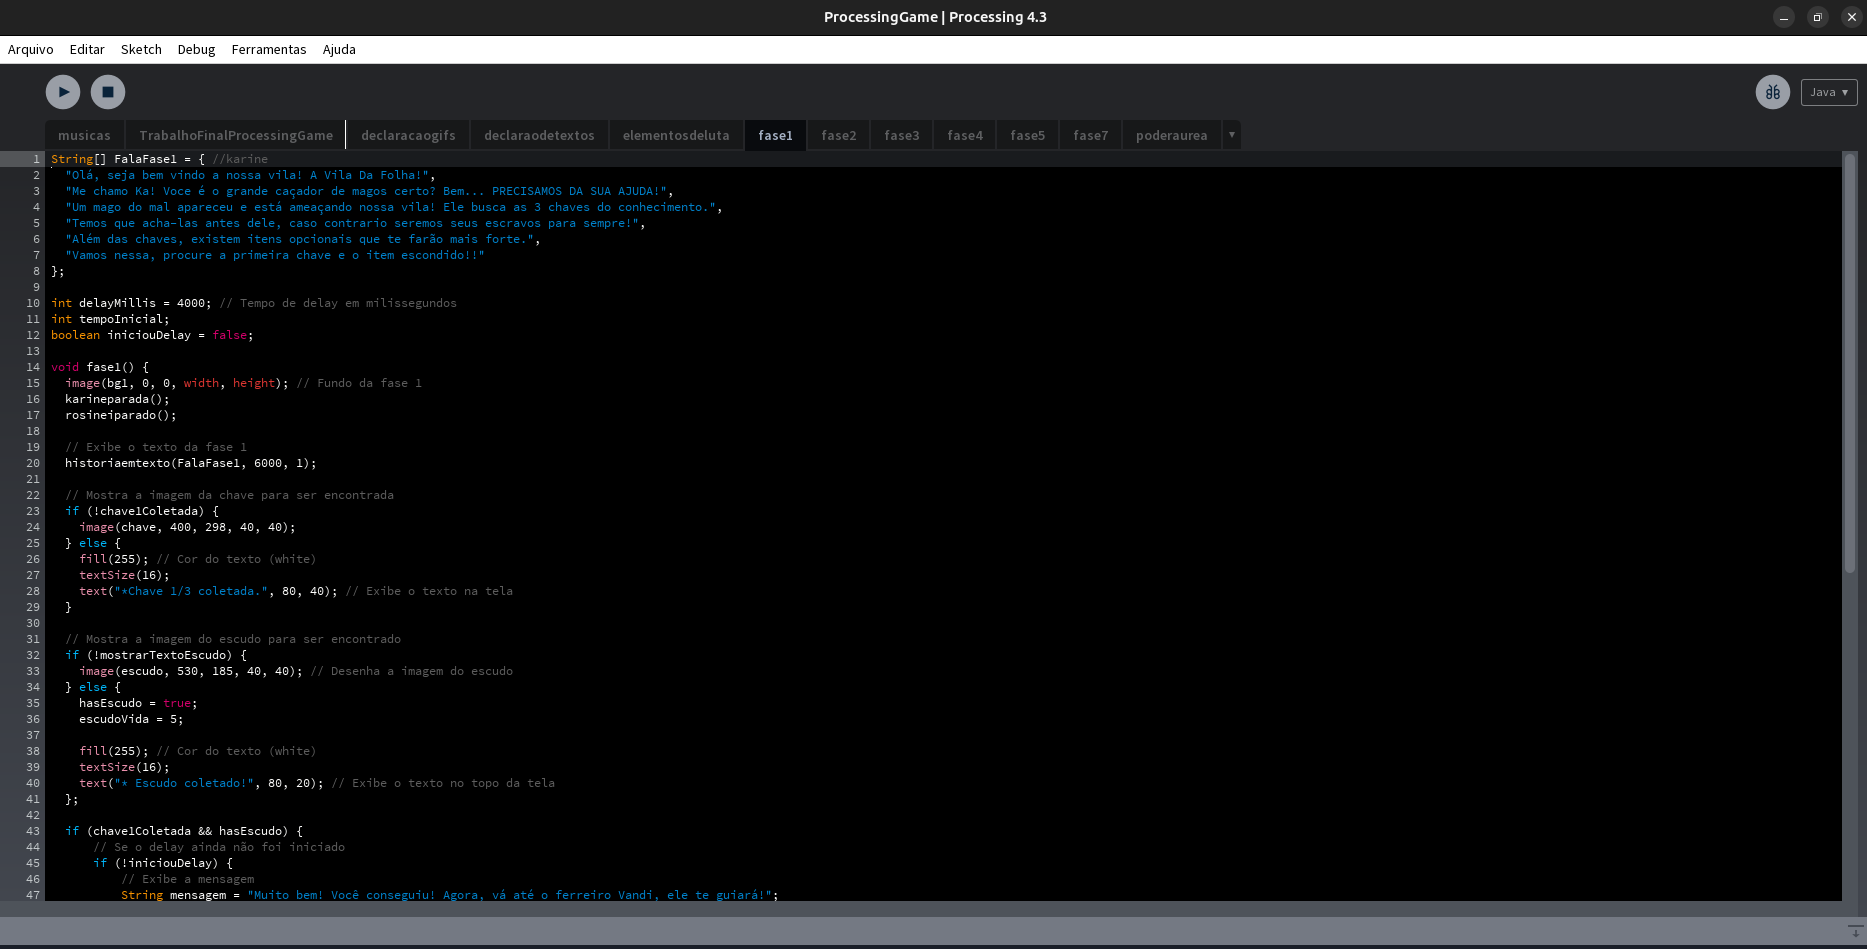 ProcessingGame | Processing 4.3
Arquivo Editar Sketch Debug Ferramentas Ajuda
Java ▾
musicas TrabalhoFinalProcessingGame declaracaogifs declaraodetextos elementosdeluta fase1 fase2 fase3 fase4 fase5 fase7 poderaurea ▾
1 String[] FalaFase1 = { //karine
2   "Olá, seja bem vindo a nossa vila! A Vila Da Folha!",
3   "Me chamo Ka! Voce é o grande caçador de magos certo? Bem... PRECISAMOS DA SUA AJUDA!",
4   "Um mago do mal apareceu e está ameaçando nossa vila! Ele busca as 3 chaves do conhecimento.",
5   "Temos que acha-las antes dele, caso contrario seremos seus escravos para sempre!",
6   "Além das chaves, existem itens opcionais que te farão mais forte.",
7   "Vamos nessa, procure a primeira chave e o item escondido!!"
8 };
9
10 int delayMillis = 4000; // Tempo de delay em milissegundos
11 int tempoInicial;
12 boolean iniciouDelay = false;
13
14 void fase1() {
15   image(bg1, 0, 0, width, height); // Fundo da fase 1
16   karineparada();
17   rosineiparado();
18
19   // Exibe o texto da fase 1
20   historiaemtexto(FalaFase1, 6000, 1);
21
22   // Mostra a imagem da chave para ser encontrada
23   if (!chave1Coletada) {
24     image(chave, 400, 298, 40, 40);
25   } else {
26     fill(255); // Cor do texto (white)
27     textSize(16);
28     text("*Chave 1/3 coletada.", 80, 40); // Exibe o texto na tela
29   }
30
31   // Mostra a imagem do escudo para ser encontrado
32   if (!mostrarTextoEscudo) {
33     image(escudo, 530, 185, 40, 40); // Desenha a imagem do escudo
34   } else {
35     hasEscudo = true;
36     escudoVida = 5;
37
38     fill(255); // Cor do texto (white)
39     textSize(16);
40     text("* Escudo coletado!", 80, 20); // Exibe o texto no topo da tela
41   };
42
43   if (chave1Coletada && hasEscudo) {
44       // Se o delay ainda não foi iniciado
45       if (!iniciouDelay) {
46           // Exibe a mensagem
47           String mensagem = "Muito bem! Você conseguiu! Agora, vá até o ferreiro Vandi, ele te guiará!";